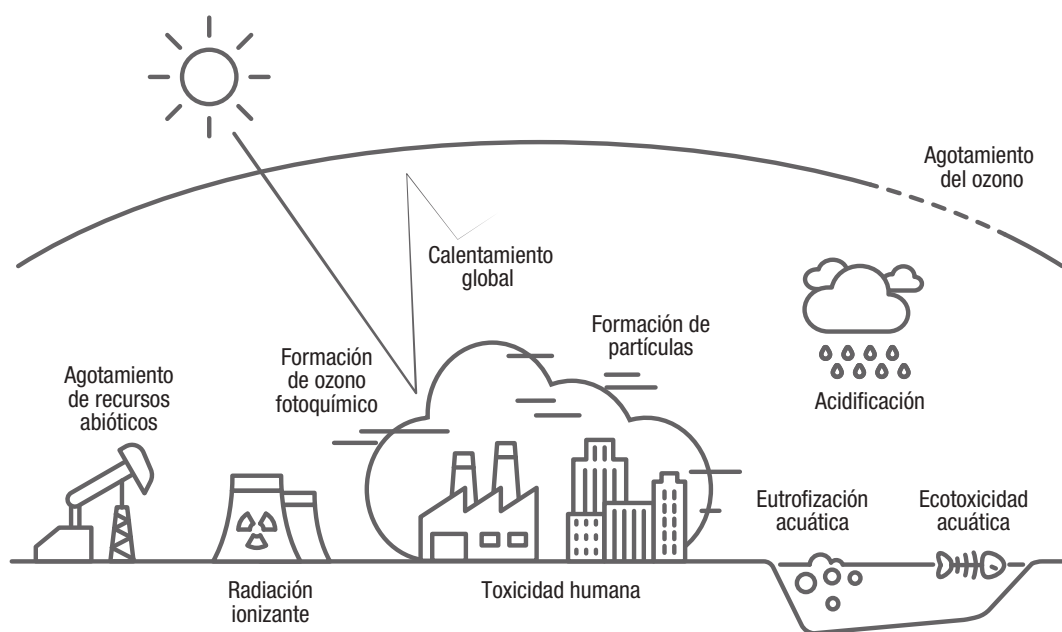 Agotamiento
del ozono
Calentamiento
global
Formación de
partículas
Formación
de ozono
fotoquímico
Agotamiento
de recursos
abióticos
Acidificación
Eutrofización
acuática
Ecotoxicidad
acuática
Radiación
ionizante
Toxicidad humana